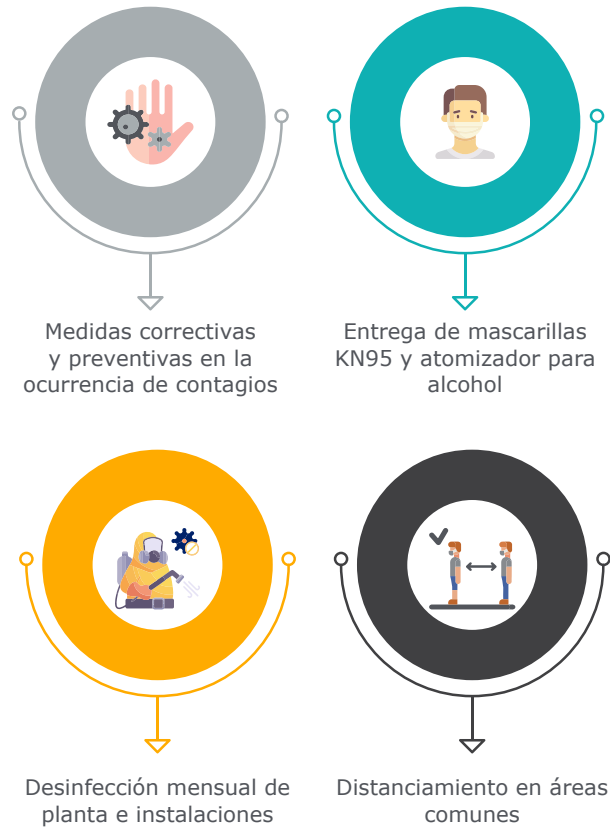 Medidas correctivas
y preventivas en la
ocurrencia de contagios
Entrega de mascarillas
KN95 y atomizador para
alcohol
Desinfección mensual de
planta e instalaciones
Distanciamiento en áreas
comunes